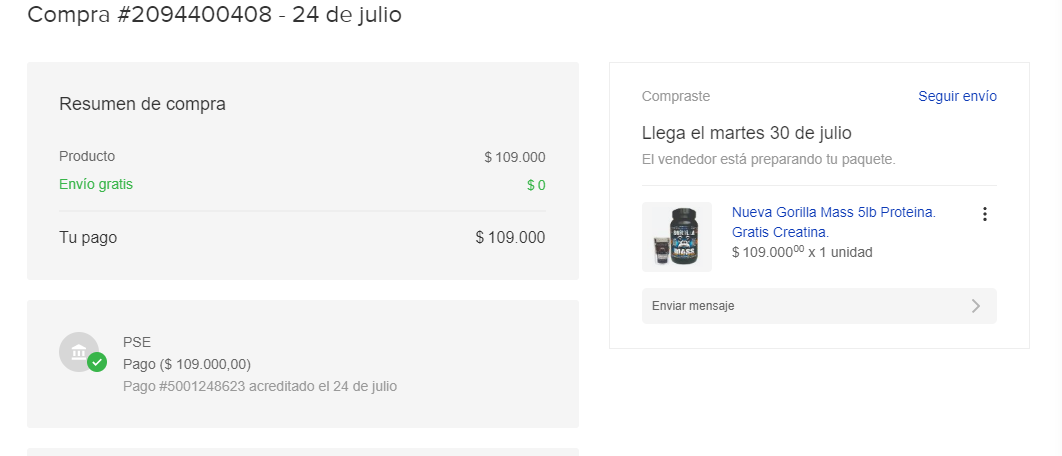 Compra #2094400408 - 24 de julio
Resumen de compra
Producto $ 109.000
Envío gratis $ 0
Tu pago $ 109.000
PSE
Pago ($ 109.000,00)
Pago #5001248623 acreditado el 24 de julio
Compraste Seguir envío
Llega el martes 30 de julio
El vendedor está preparando tu paquete.
Nueva Gorilla Mass 5lb Proteina.
Gratis Creatina.
$ 109.000⁰⁰ x 1 unidad
GORILLA
MASS
Enviar mensaje